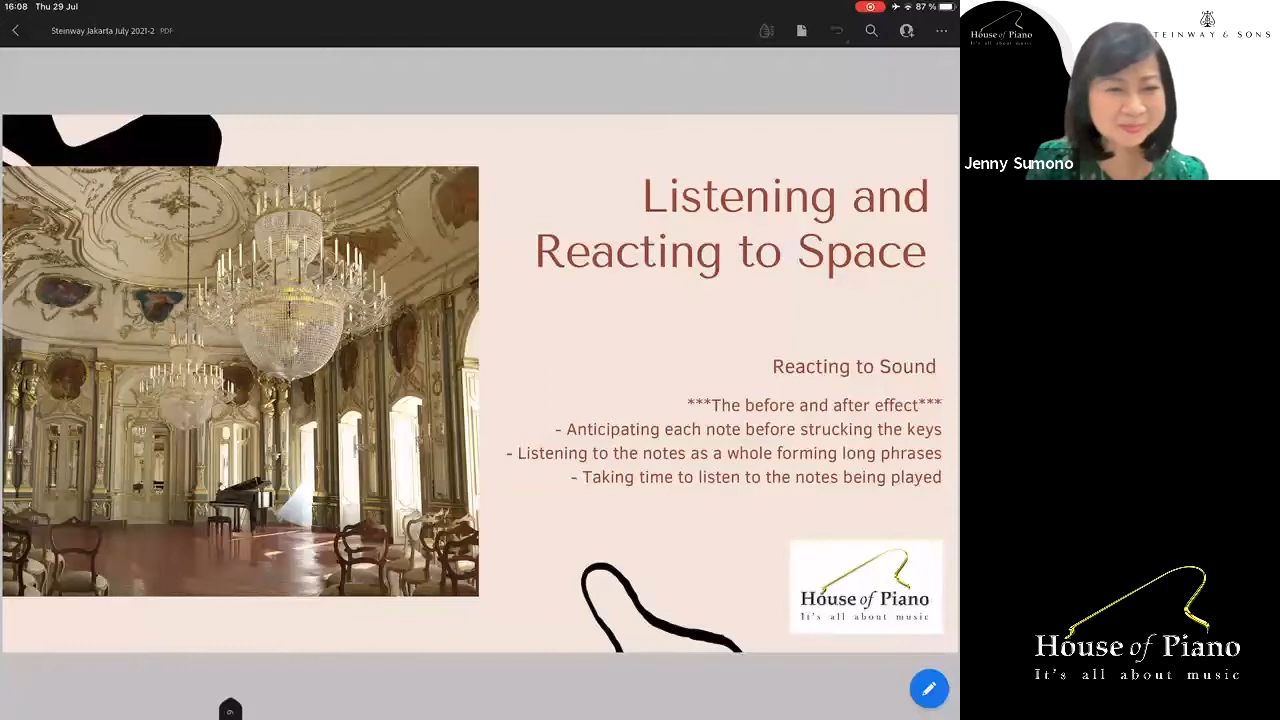 16:08 Thu 29 Jul
87 %
Steinway Jakarta July 2021-2 PDF
Listening and
Reacting to Space
Reacting to Sound
***The before and after effect***
- Anticipating each note before strucking the keys
- Listening to the notes as a whole forming long phrases
- Taking time to listen to the notes being played
House of Piano
It's all about music
6
House of Piano
It's all about music
TEINWAY & SONS
Jenny Sumono
House of Piano
It's all about music